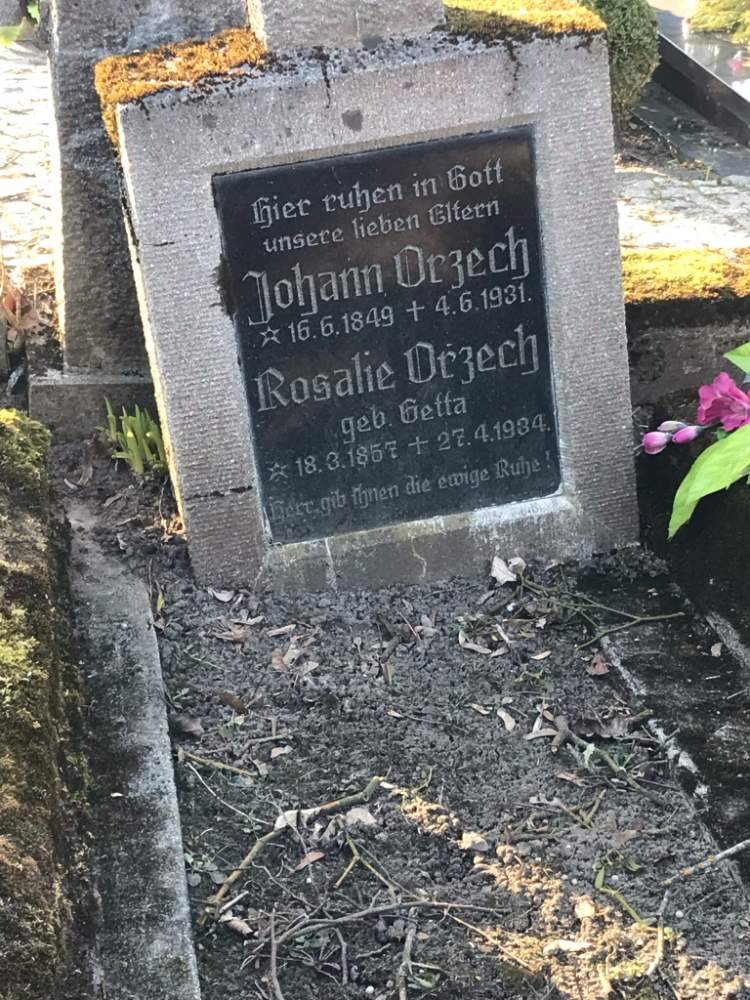 Hier ruhen in Gott
unsere lieben Eltern
Johann Orzech
☆ 16.6.1849 + 4.6.1931.
Rosalie Orzech
geb. Getta
☆ 18.3.1857 + 27.4.1934.
Herr, gib Ihnen die ewige Ruhe!